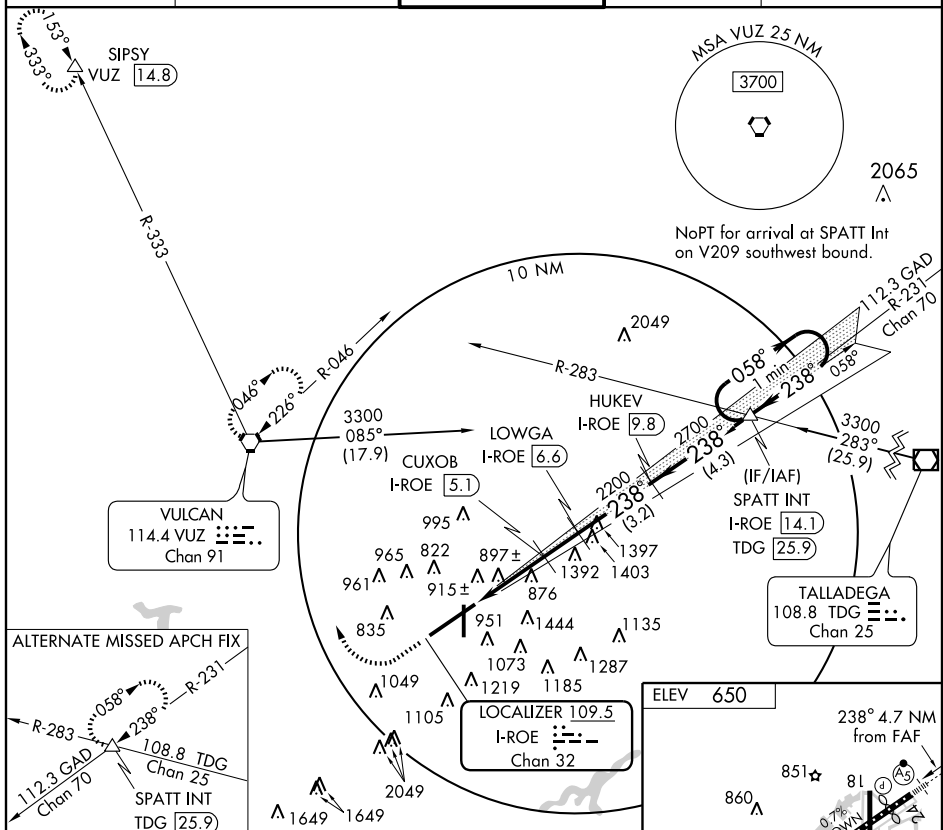 153°
333°
SIPSY
VUZ 14.8
MSA VUZ 25 NM
3700
2065
NoPT for arrival at SPATT Int
on V209 southwest bound.
R-333
10 NM
112.3 GAD
R-231
Chan 70
2049
R-283
058°
1 min
238°
058°
R-046
046°
226°
3300
085°
(17.9)
HUKEV
I-ROE 9.8
2700
238°
(4.3)
3300
283°
(25.9)
LOWGA
I-ROE 6.6
2200
238°
(3.2)
CUXOB
I-ROE 5.1
(IF/IAF)
SPATT INT
I-ROE 14.1
TDG 25.9
VULCAN
114.4 VUZ
Chan 91
995
965
822
897±
961
915±
876
1392
1403
1397
835
951
1444
1135
1073
1287
1049
1219
1185
1105
TALLADEGA
108.8 TDG
Chan 25
ALTERNATE MISSED APCH FIX
058°
238°
R-231
R-283
108.8 TDG
Chan 25
112.3 GAD
Chan 70
SPATT INT
TDG 25.9
LOCALIZER 109.5
I-ROE
Chan 32
2049
1649
1649
ELEV 650
238° 4.7 NM
from FAF
851
860
18
P
A5
24
0.7%